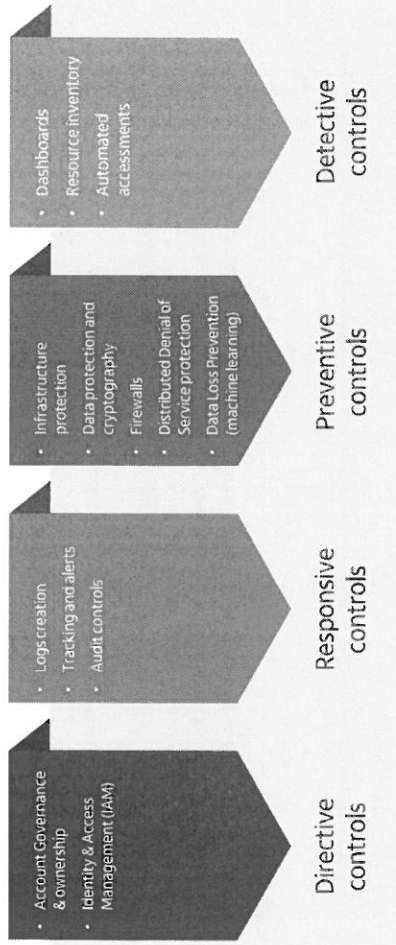 • Account Governance
& ownership
• Identity & Access
Management (IAM)
Directive
controls
• Logs creation
• Tracking and alerts
• Audit controls
Responsive
controls
• Infrastructure
protection
• Data protection and
cryptography
• Firewalls
• Distributed Denial of
Service protection
• Data Loss Prevention
(machine learning)
Preventive
controls
• Dashboards
• Resource inventory
• Automated
accessments
Detective
controls